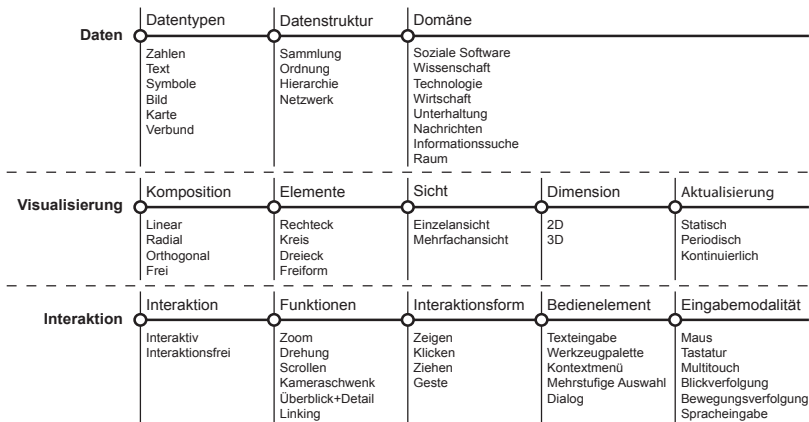 Daten
Datentypen
Zahlen
Text
Symbole
Bild
Karte
Verbund
Datenstruktur
Sammlung
Ordnung
Hierarchie
Netzwerk
Domäne
Soziale Software
Wissenschaft
Technologie
Wirtschaft
Unterhaltung
Nachrichten
Informationssuche
Raum
Visualisierung
Komposition
Linear
Radial
Orthogonal
Frei
Elemente
Rechteck
Kreis
Dreieck
Freiform
Sicht
Einzelansicht
Mehrfachansicht
Dimension
2D
3D
Aktualisierung
Statisch
Periodisch
Kontinuierlich
Interaktion
Interaktion
Interaktiv
Interaktionsfrei
Funktionen
Zoom
Drehung
Scrollen
Kameraschwenk
Überblick+Detail
Linking
Interaktionsform
Zeigen
Klicken
Ziehen
Geste
Bedienelement
Texteingabe
Werkzeugpalette
Kontextmenü
Mehrstufige Auswahl
Dialog
Eingabemodalität
Maus
Tastatur
Multitouch
Blickverfolgung
Bewegungsverfolgung
Spracheingabe